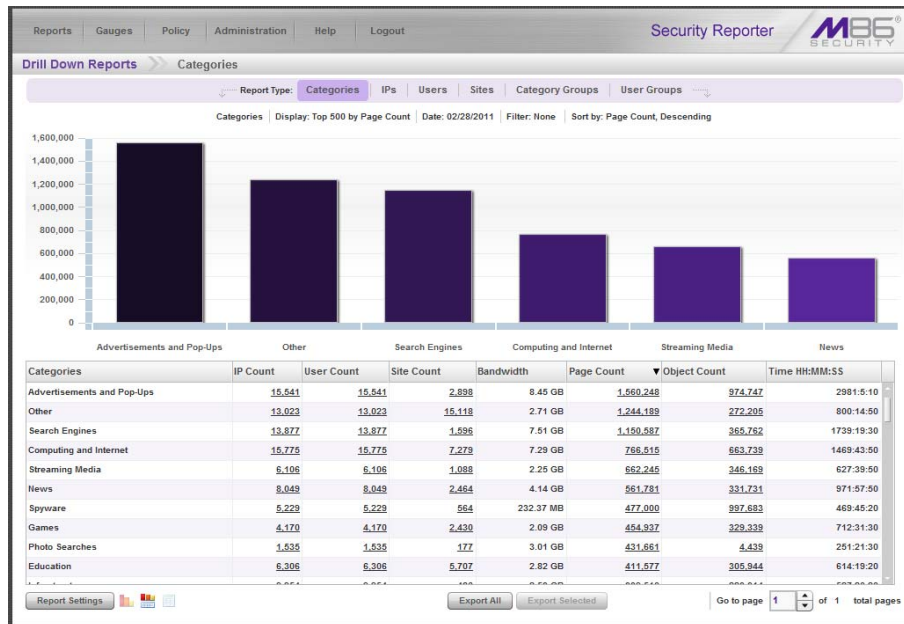 Reports Gauges Policy Administration Help Logout Security Reporter M86® SECURITY
Drill Down Reports Categories
Report Type: Categories IPs Users Sites Category Groups User Groups
Categories Display: Top 500 by Page Count Date: 02/28/2011 Filter: None Sort by: Page Count, Descending
1,600,000
1,400,000
1,200,000
1,000,000
800,000
600,000
400,000
200,000
0
Advertisements and Pop-Ups Other Search Engines Computing and Internet Streaming Media News
Categories IP Count User Count Site Count Bandwidth Page Count ▼ Object Count Time HH:MM:SS
Advertisements and Pop-Ups 15,541 15,541 2,898 8.45 GB 1,560,248 974,747 2981:5:10
Other 13,023 13,023 15,118 2.71 GB 1,244,189 272,205 800:14:50
Search Engines 13,877 13,877 1,596 7.51 GB 1,150,587 365,762 1739:19:30
Computing and Internet 15,775 15,775 7,279 7.29 GB 766,515 663,739 1469:43:50
Streaming Media 6,106 6,106 1,088 2.25 GB 662,245 346,169 627:39:50
News 8,049 8,049 2,464 4.14 GB 561,781 331,731 971:57:50
Spyware 5,229 5,229 564 232.37 MB 477,000 997,683 469:45:20
Games 4,170 4,170 2,430 2.09 GB 454,937 329,339 712:31:30
Photo Searches 1,535 1,535 177 3.01 GB 431,661 4,439 251:21:30
Education 6,306 6,306 5,707 2.82 GB 411,577 305,944 614:19:20
Report Settings Export All Export Selected Go to page 1 of 1 total pages